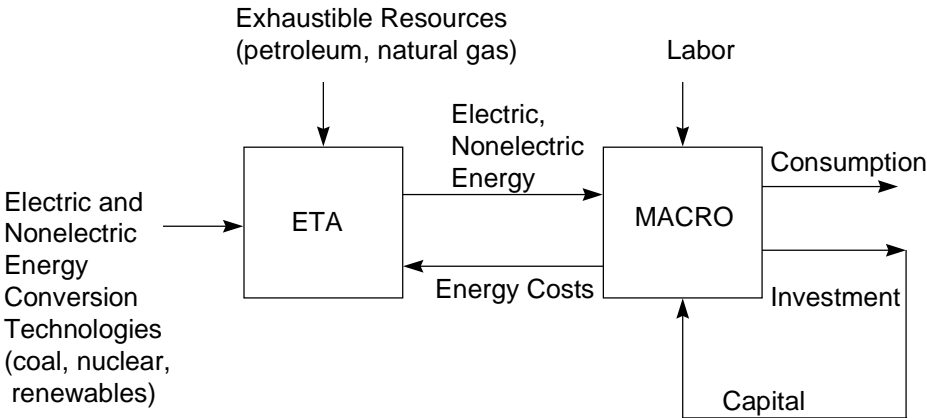 Exhaustible Resources
(petroleum, natural gas)
Labor
Electric,
Nonelectric
Energy
Consumption
Electric and
Nonelectric
Energy
Conversion
Technologies
(coal, nuclear,
renewables)
ETA
MACRO
Energy Costs
Investment
Capital